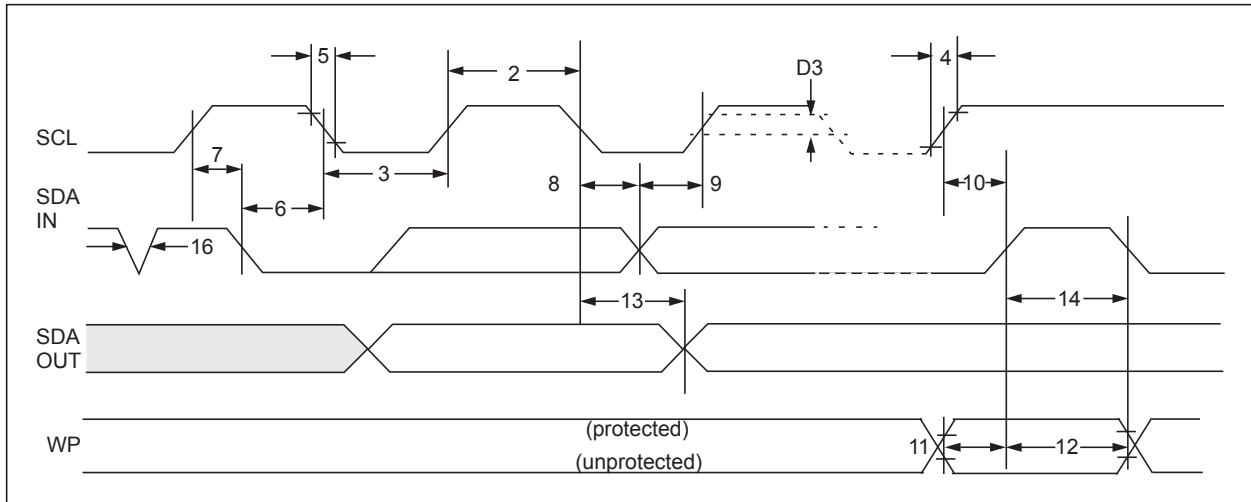 5
2
D3
4
SCL
7
3
8
9
10
SDA
IN
6
16
13
14
SDA
OUT
WP
(protected)
(unprotected)
11
12